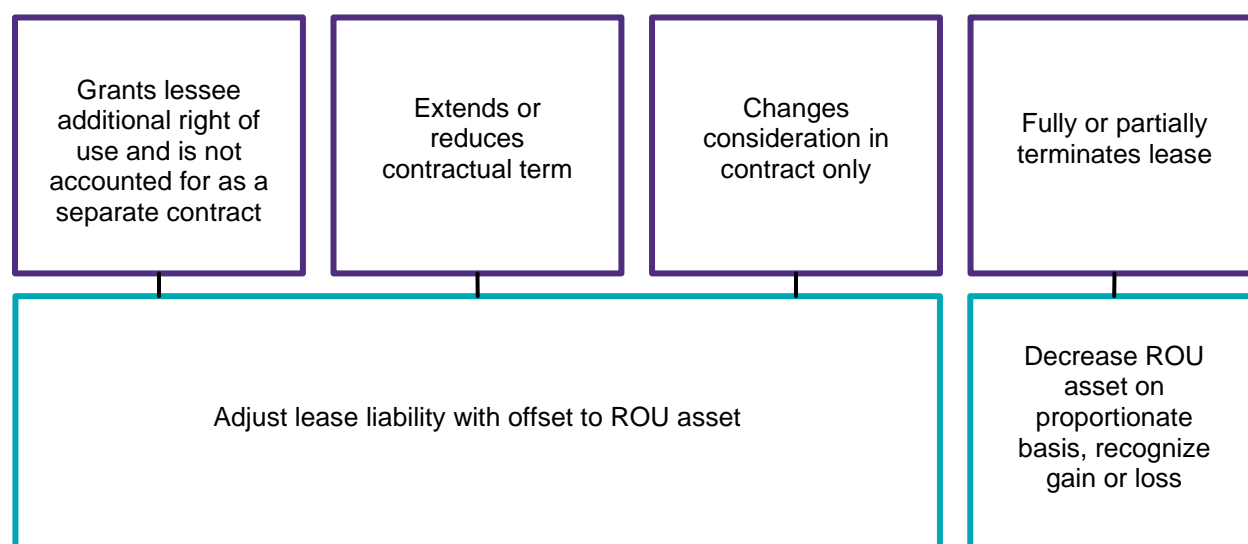 Grants lessee
additional right of
use and is not
accounted for as a
separate contract
Extends or
reduces
contractual term
Changes
consideration in
contract only
Fully or partially
terminates lease
Adjust lease liability with offset to ROU asset
Decrease ROU
asset on
proportionate
basis, recognize
gain or loss